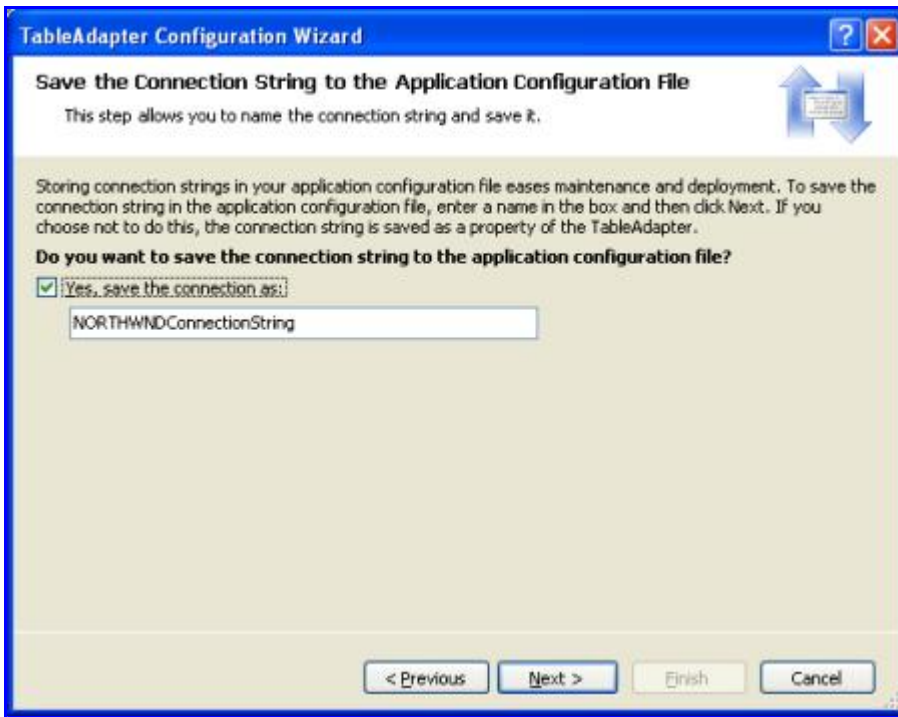 TableAdapter Configuration Wizard
Save the Connection String to the Application Configuration File
This step allows you to name the connection string and save it.
Storing connection strings in your application configuration file eases maintenance and deployment. To save the
connection string in the application configuration file, enter a name in the box and then click Next. If you
choose not to do this, the connection string is saved as a property of the TableAdapter.
Do you want to save the connection string to the application configuration file?
Yes, save the connection as:
NORTHWNDConnectionString
< Previous
Next >
Finish
Cancel